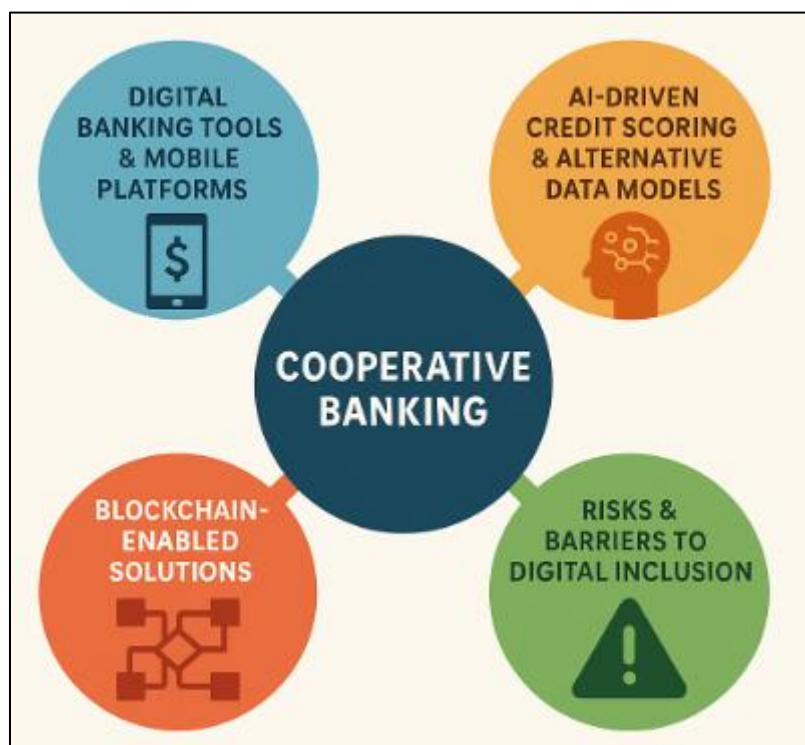 DIGITAL
BANKING TOOLS
& MOBILE
PLATFORMS
$
AI-DRIVEN
CREDIT SCORING
& ALTERNATIVE
DATA MODELS
COOPERATIVE
BANKING
BLOCKCHAIN-
ENABLED
SOLUTIONS
RISKS &
BARRIERS TO
DIGITAL INCLUSION
!